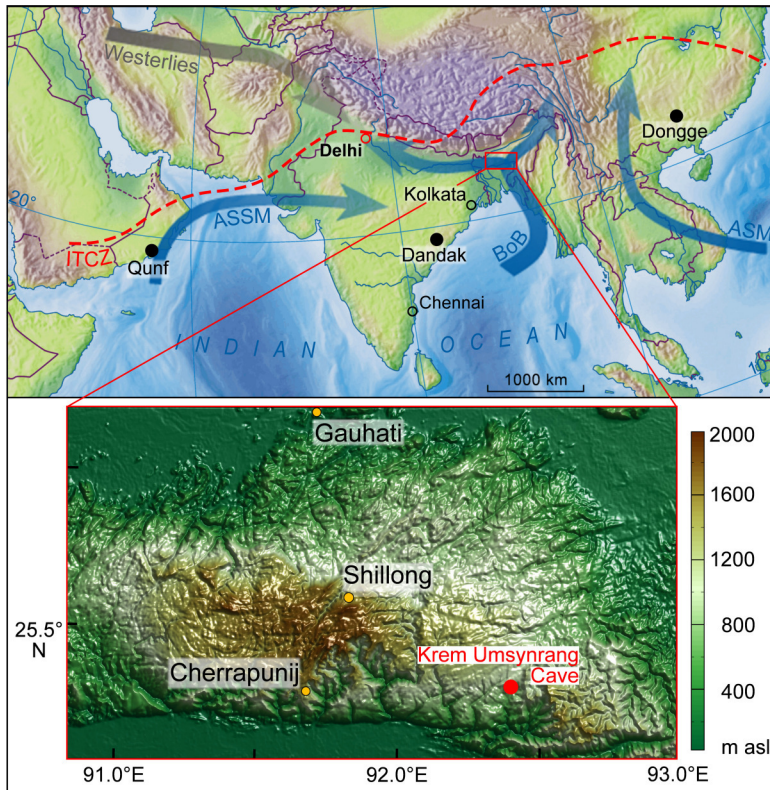 Westerlies
Delhi
Dongge
20°
Kolkata
ASSM
ITCZ
Qunf
Dandak
BoB
ASM
Chennai
INDIAN OCEAN
10°
1000 km
Gauhati
2000
1600
Shillong
1200
25.5°
N
800
Krem Umsynrang
Cave
Cherrapunij
400
m asl
91.0°E
92.0°E
93.0°E